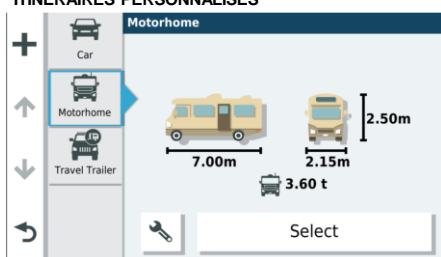 ITINÉRAIRES PERSONNALISÉS
Motorhome
Car
Motorhome
Travel Trailer
2.50m
7.00m
2.15m
3.60 t
Select